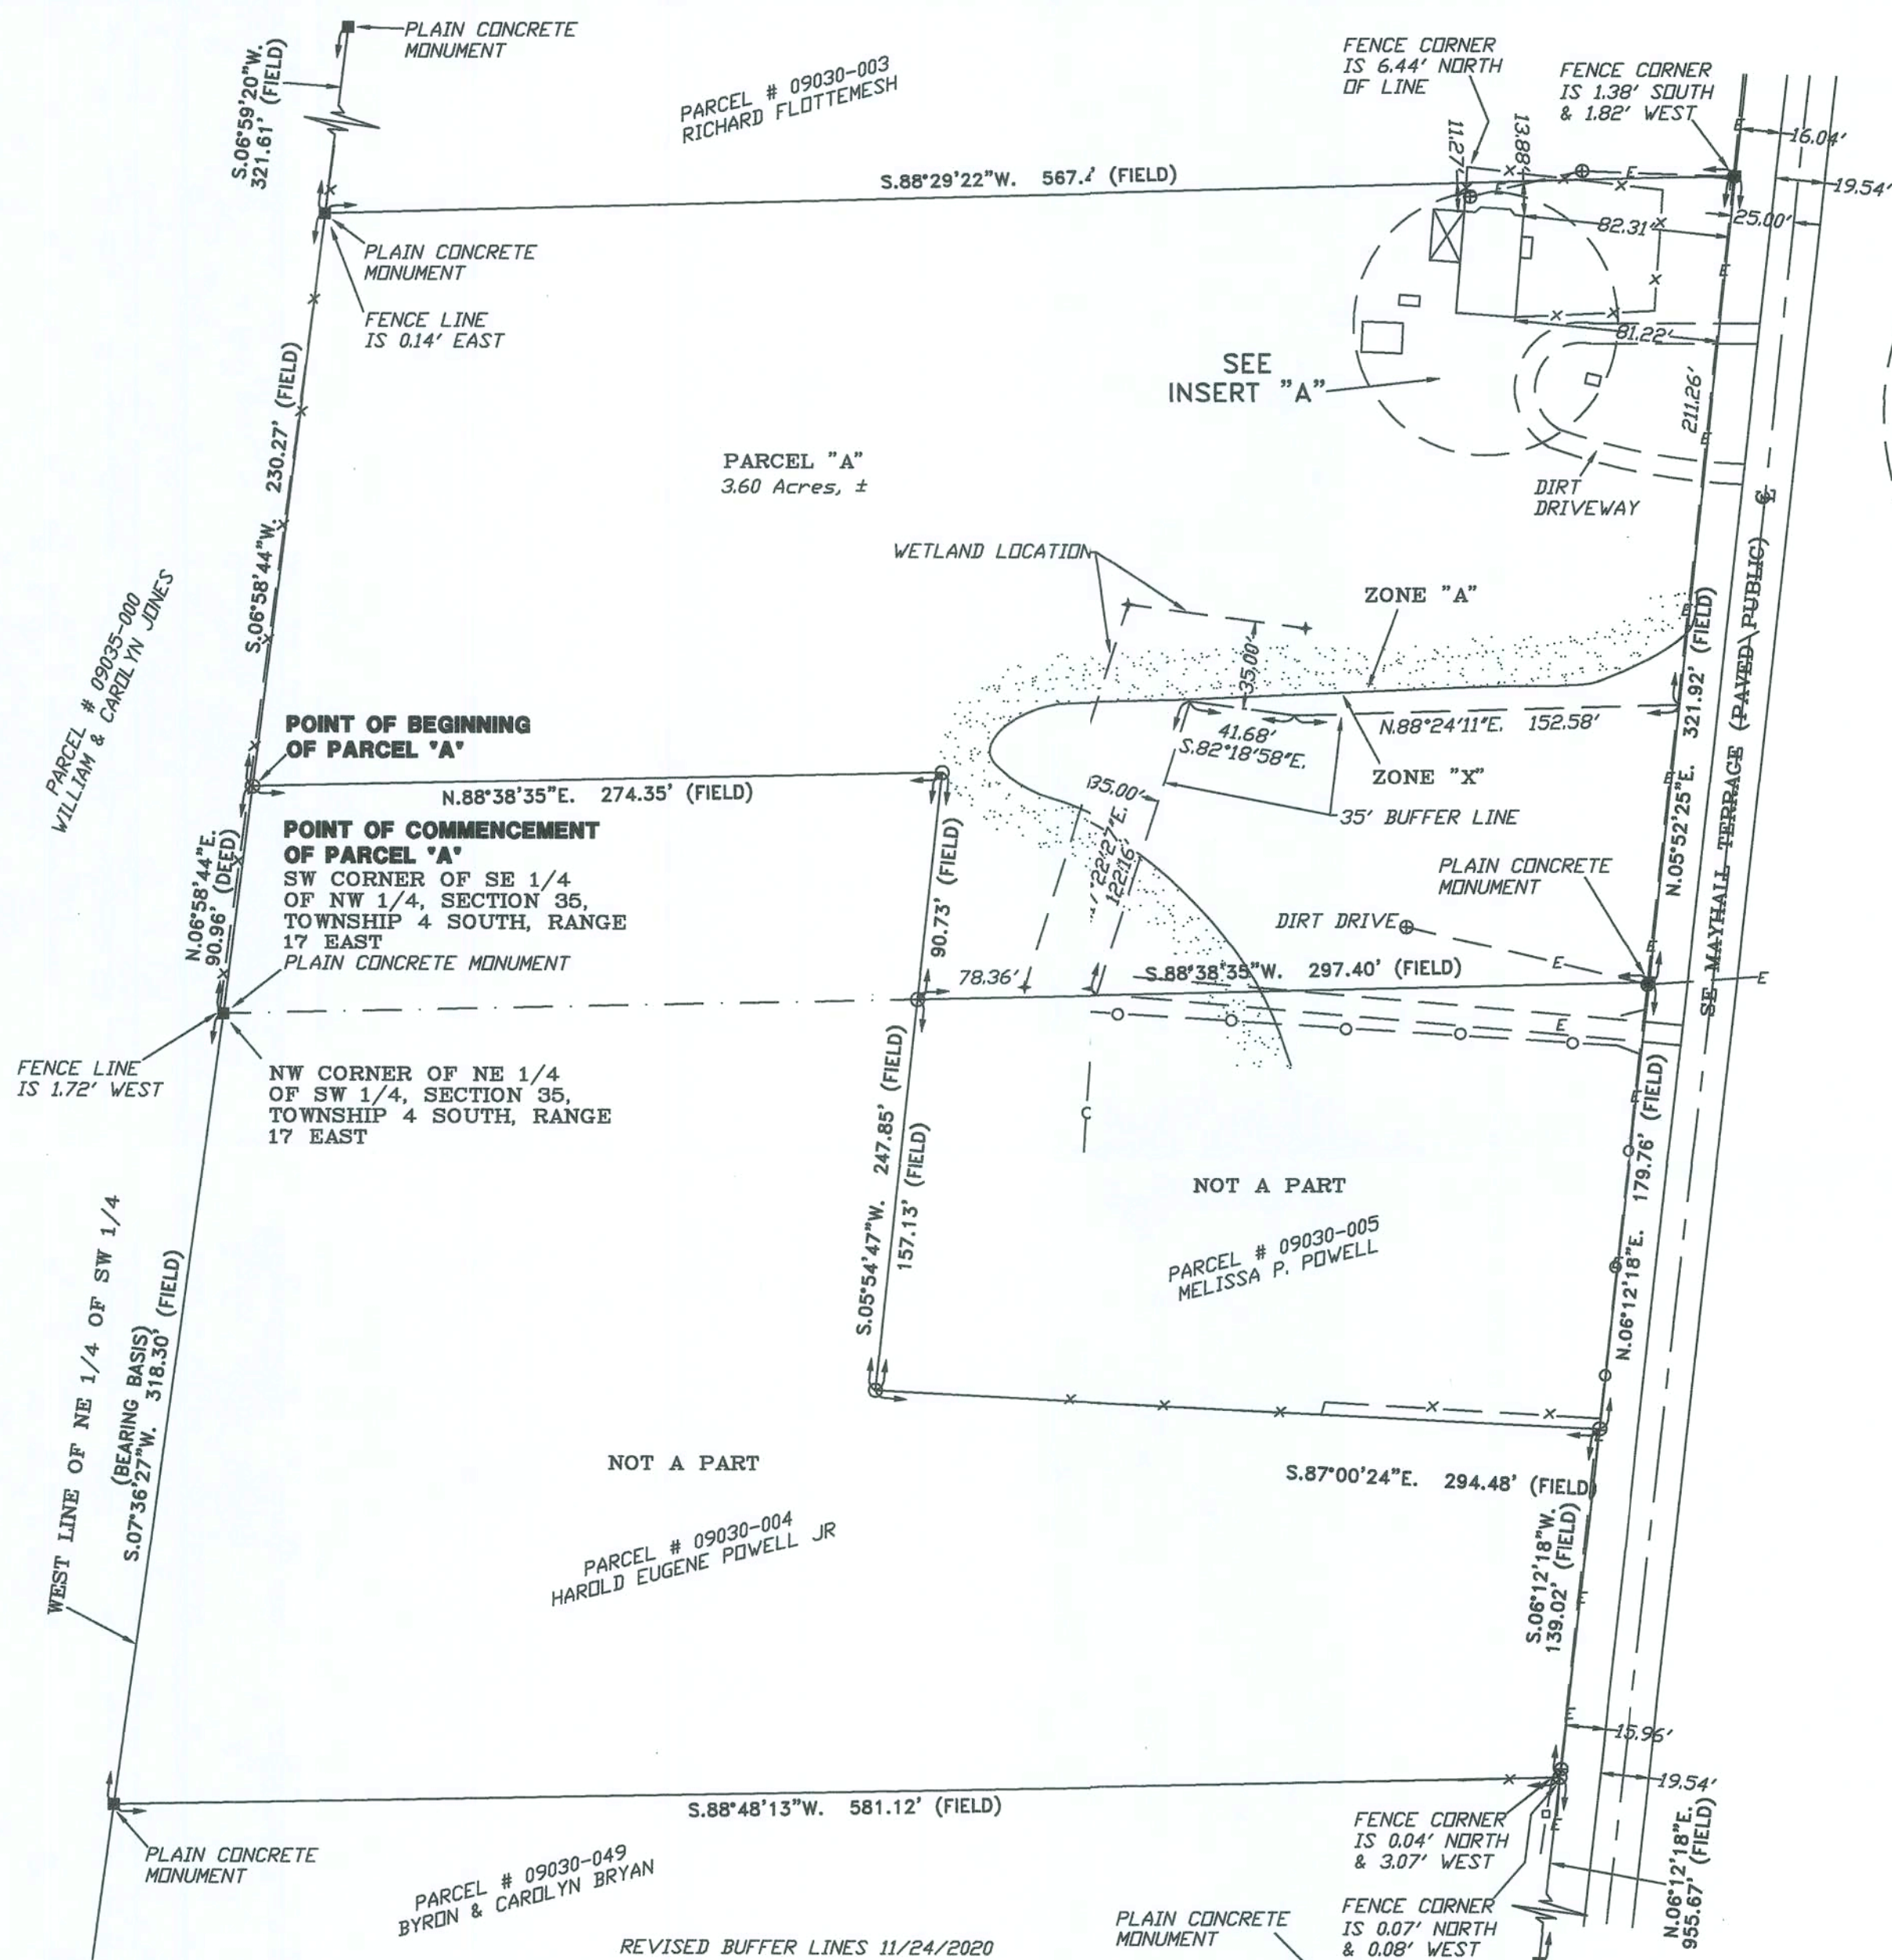 PLAIN CONCRETE
MONUMENT
S.06°59'20"W.
321.61' (FIELD)
PARCEL # 09030-003
RICHARD FLOTTEMESH
FENCE CORNER
IS 6.44' NORTH
OF LINE
FENCE CORNER
IS 1.38' SOUTH
& 1.82' WEST
16.04'
19.54'
25.00'
11.27'
13.88'
82.31'
81.22'
211.26'
S.88°29'22"W. (FIELD)
PLAIN CONCRETE
MONUMENT
FENCE LINE
IS 0.14' EAST
S.06°58'44"W. 230.27' (FIELD)
SEE
INSERT "A"
PARCEL "A"
3.60 Acres, ±
DIRT
DRIVEWAY
WETLAND LOCATION
ZONE "A"
35.00'
N.88°24'11"E. 152.58'
41.68'
S.82°18'58"E.
ZONE "X"
35' BUFFER LINE
35.00'
122.16'
PARCEL # 09035-000
WILLIAM & CAROLYN JONES
POINT OF BEGINNING
OF PARCEL "A"
N.88°38'35"E. 274.35' (FIELD)
POINT OF COMMENCEMENT
OF PARCEL "A"
SW CORNER OF SE 1/4
OF NW 1/4, SECTION 35,
TOWNSHIP 4 SOUTH, RANGE
17 EAST
PLAIN CONCRETE MONUMENT
N.06°58'44"E.
90.96' (DEED)
90.73' (FIELD)
78.36'
PLAIN CONCRETE
MONUMENT
DIRT DRIVE
S.88°38'35"W. 297.40' (FIELD)
N.05°52'25"E. 321.92' (FIELD)
SE MAYHALL TERRACE (PAVED\PUBLIC)
FENCE LINE
IS 1.72' WEST
NW CORNER OF NE 1/4
OF SW 1/4, SECTION 35,
TOWNSHIP 4 SOUTH, RANGE
17 EAST
S.05°54'47"W. 247.85' (FIELD)
157.13' (FIELD)
NOT A PART
PARCEL # 09030-005
MELISSA P. POWELL
N.06°12'18"E. 179.76' (FIELD)
WEST LINE OF NE 1/4 OF SW 1/4
(BEARING BASIS)
S.07°36'27"W. 318.30' (FIELD)
NOT A PART
PARCEL # 09030-004
HAROLD EUGENE POWELL JR
S.87°00'24"E. 294.48' (FIELD)
S.06°12'18"W.
139.02' (FIELD)
15.96'
19.54'
S.88°48'13"W. 581.12' (FIELD)
PLAIN CONCRETE
MONUMENT
PARCEL # 09030-049
BYRON & CAROLYN BRYAN
FENCE CORNER
IS 0.04' NORTH
& 3.07' WEST
FENCE CORNER
IS 0.07' NORTH
& 0.08' WEST
N.06°12'18"E.
955.67' (FIELD)
PLAIN CONCRETE
MONUMENT
REVISED BUFFER LINES 11/24/2020